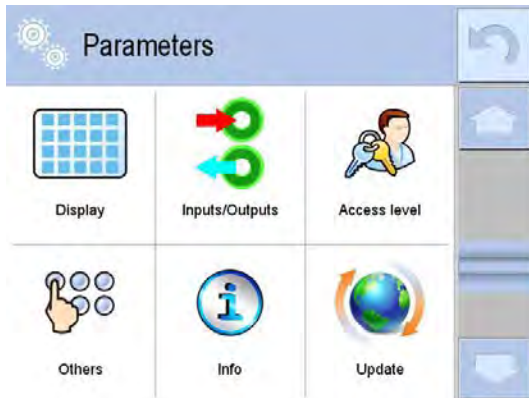 Parameters
Display
Inputs/Outputs
Access level
Others
Info
Update